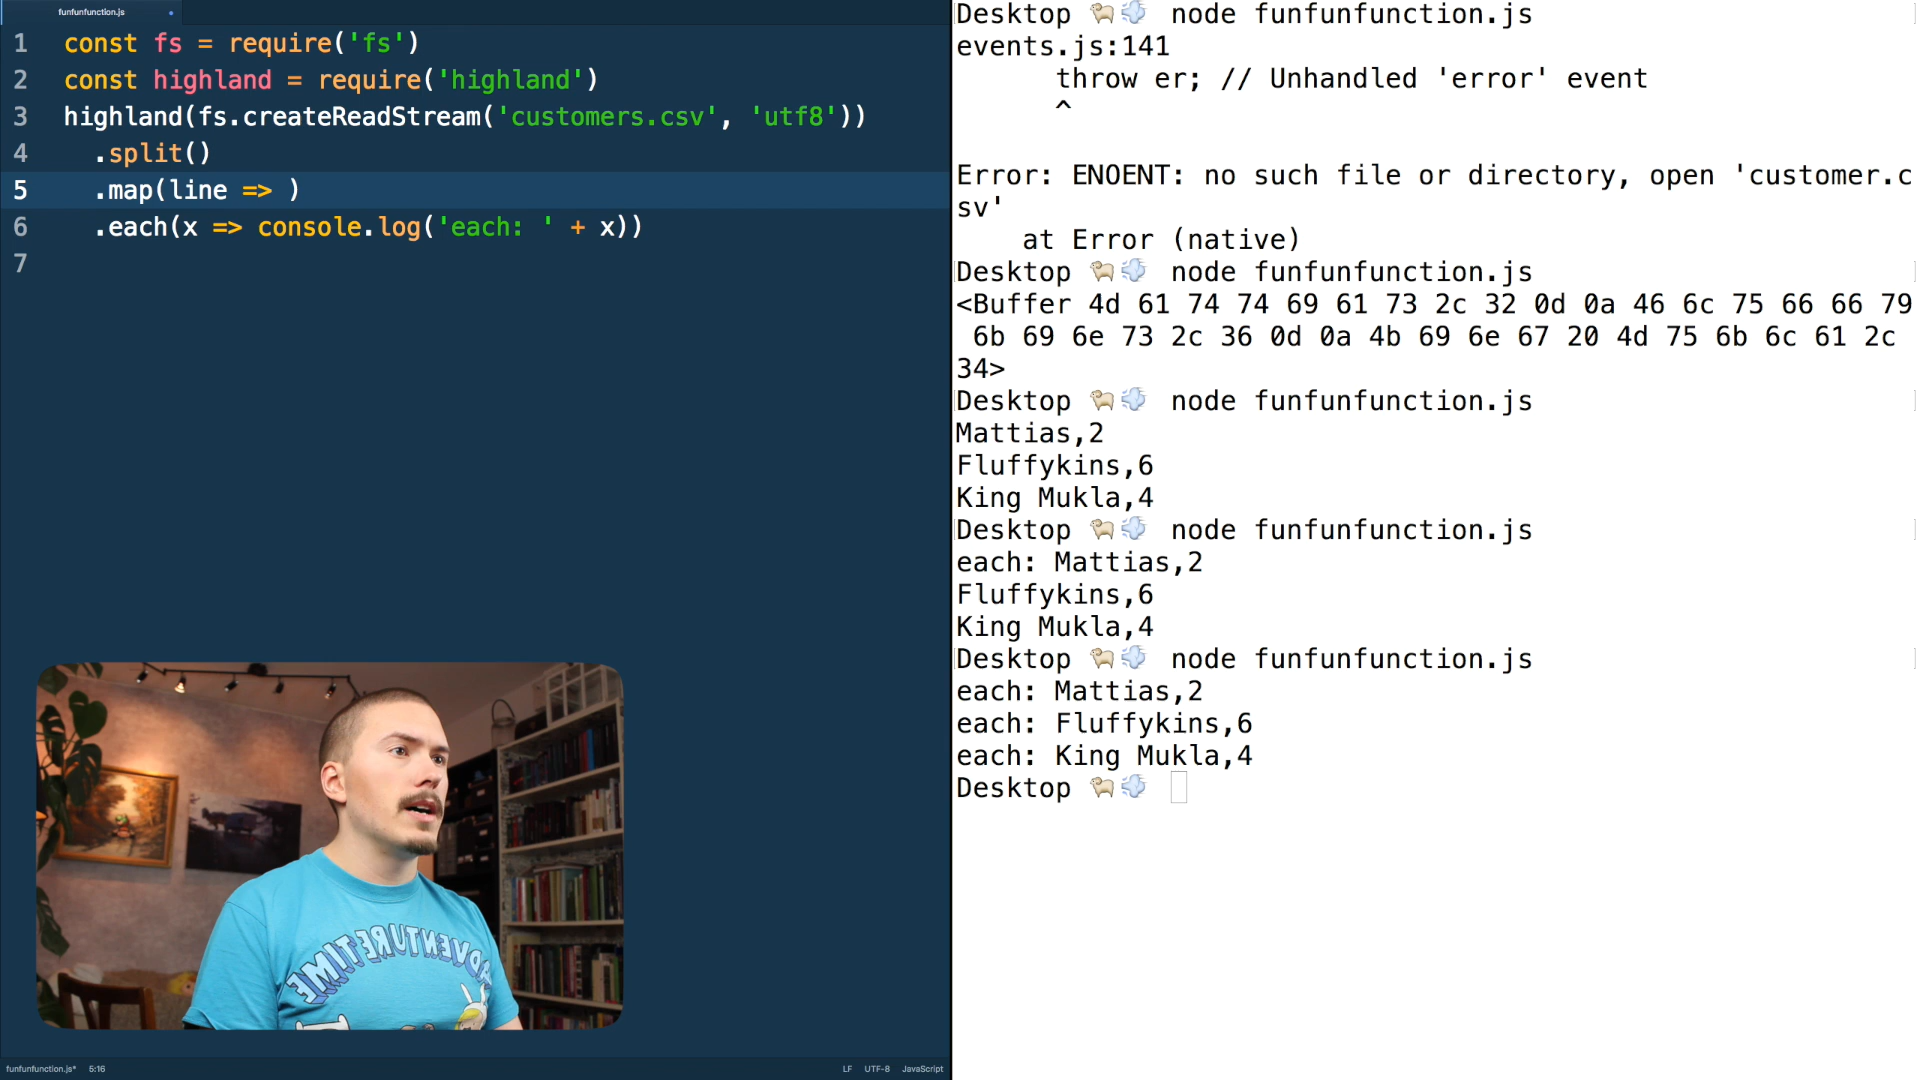 funfunfunction.js
1 const fs = require('fs')
2 const highland = require('highland')
3 highland(fs.createReadStream('customers.csv', 'utf8'))
4 .split()
5 .map(line => )
6 .each(x => console.log('each: ' + x))
7
ADVENTURE TIME
funfunfunction.js* 5:16
LF UTF-8 JavaScript
Desktop 🐑💨 node funfunfunction.js
events.js:141
throw er; // Unhandled 'error' event
^
Error: ENOENT: no such file or directory, open 'customer.c
sv'
at Error (native)
Desktop 🐑💨 node funfunfunction.js
<Buffer 4d 61 74 74 69 61 73 2c 32 0d 0a 46 6c 75 66 66 79
6b 69 6e 73 2c 36 0d 0a 4b 69 6e 67 20 4d 75 6b 6c 61 2c
34>
Desktop 🐑💨 node funfunfunction.js
Mattias,2
Fluffykins,6
King Mukla,4
Desktop 🐑💨 node funfunfunction.js
each: Mattias,2
Fluffykins,6
King Mukla,4
Desktop 🐑💨 node funfunfunction.js
each: Mattias,2
each: Fluffykins,6
each: King Mukla,4
Desktop 🐑💨